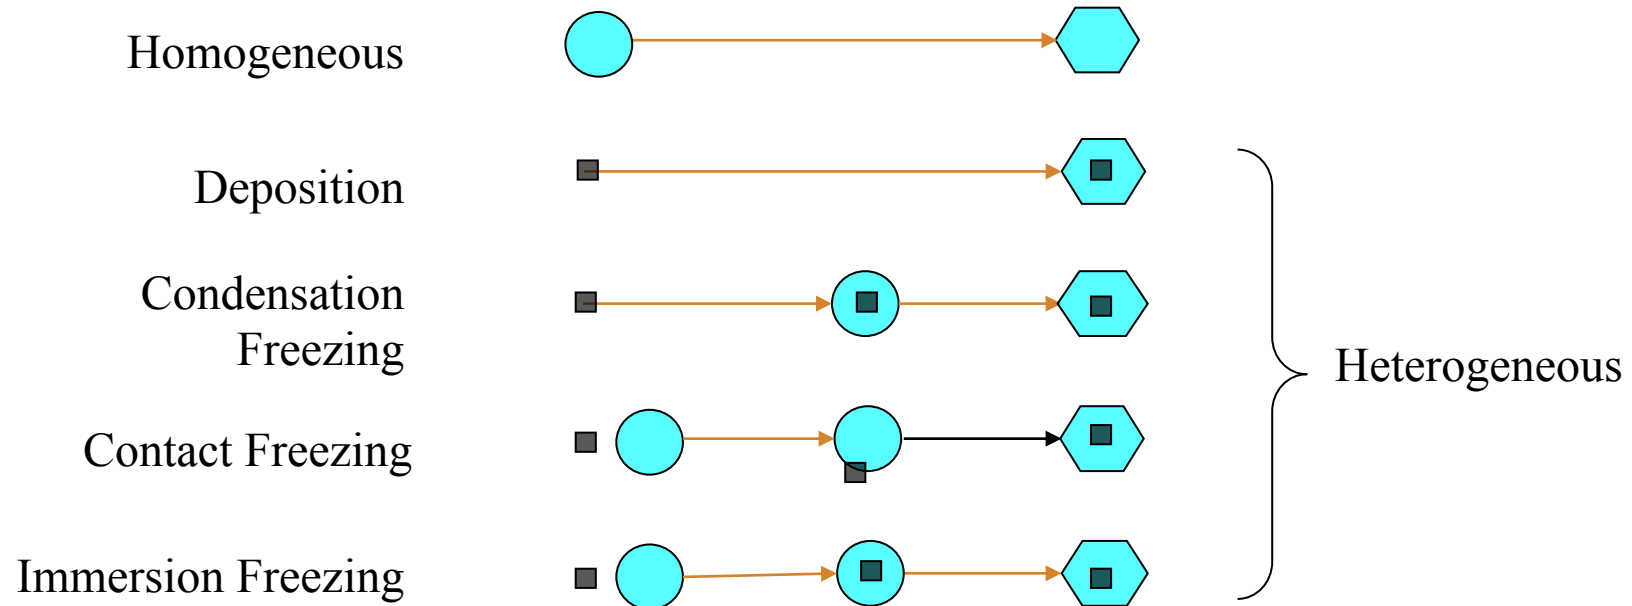 Homogeneous
Deposition
Condensation
Freezing
Heterogeneous
Contact Freezing
Immersion Freezing